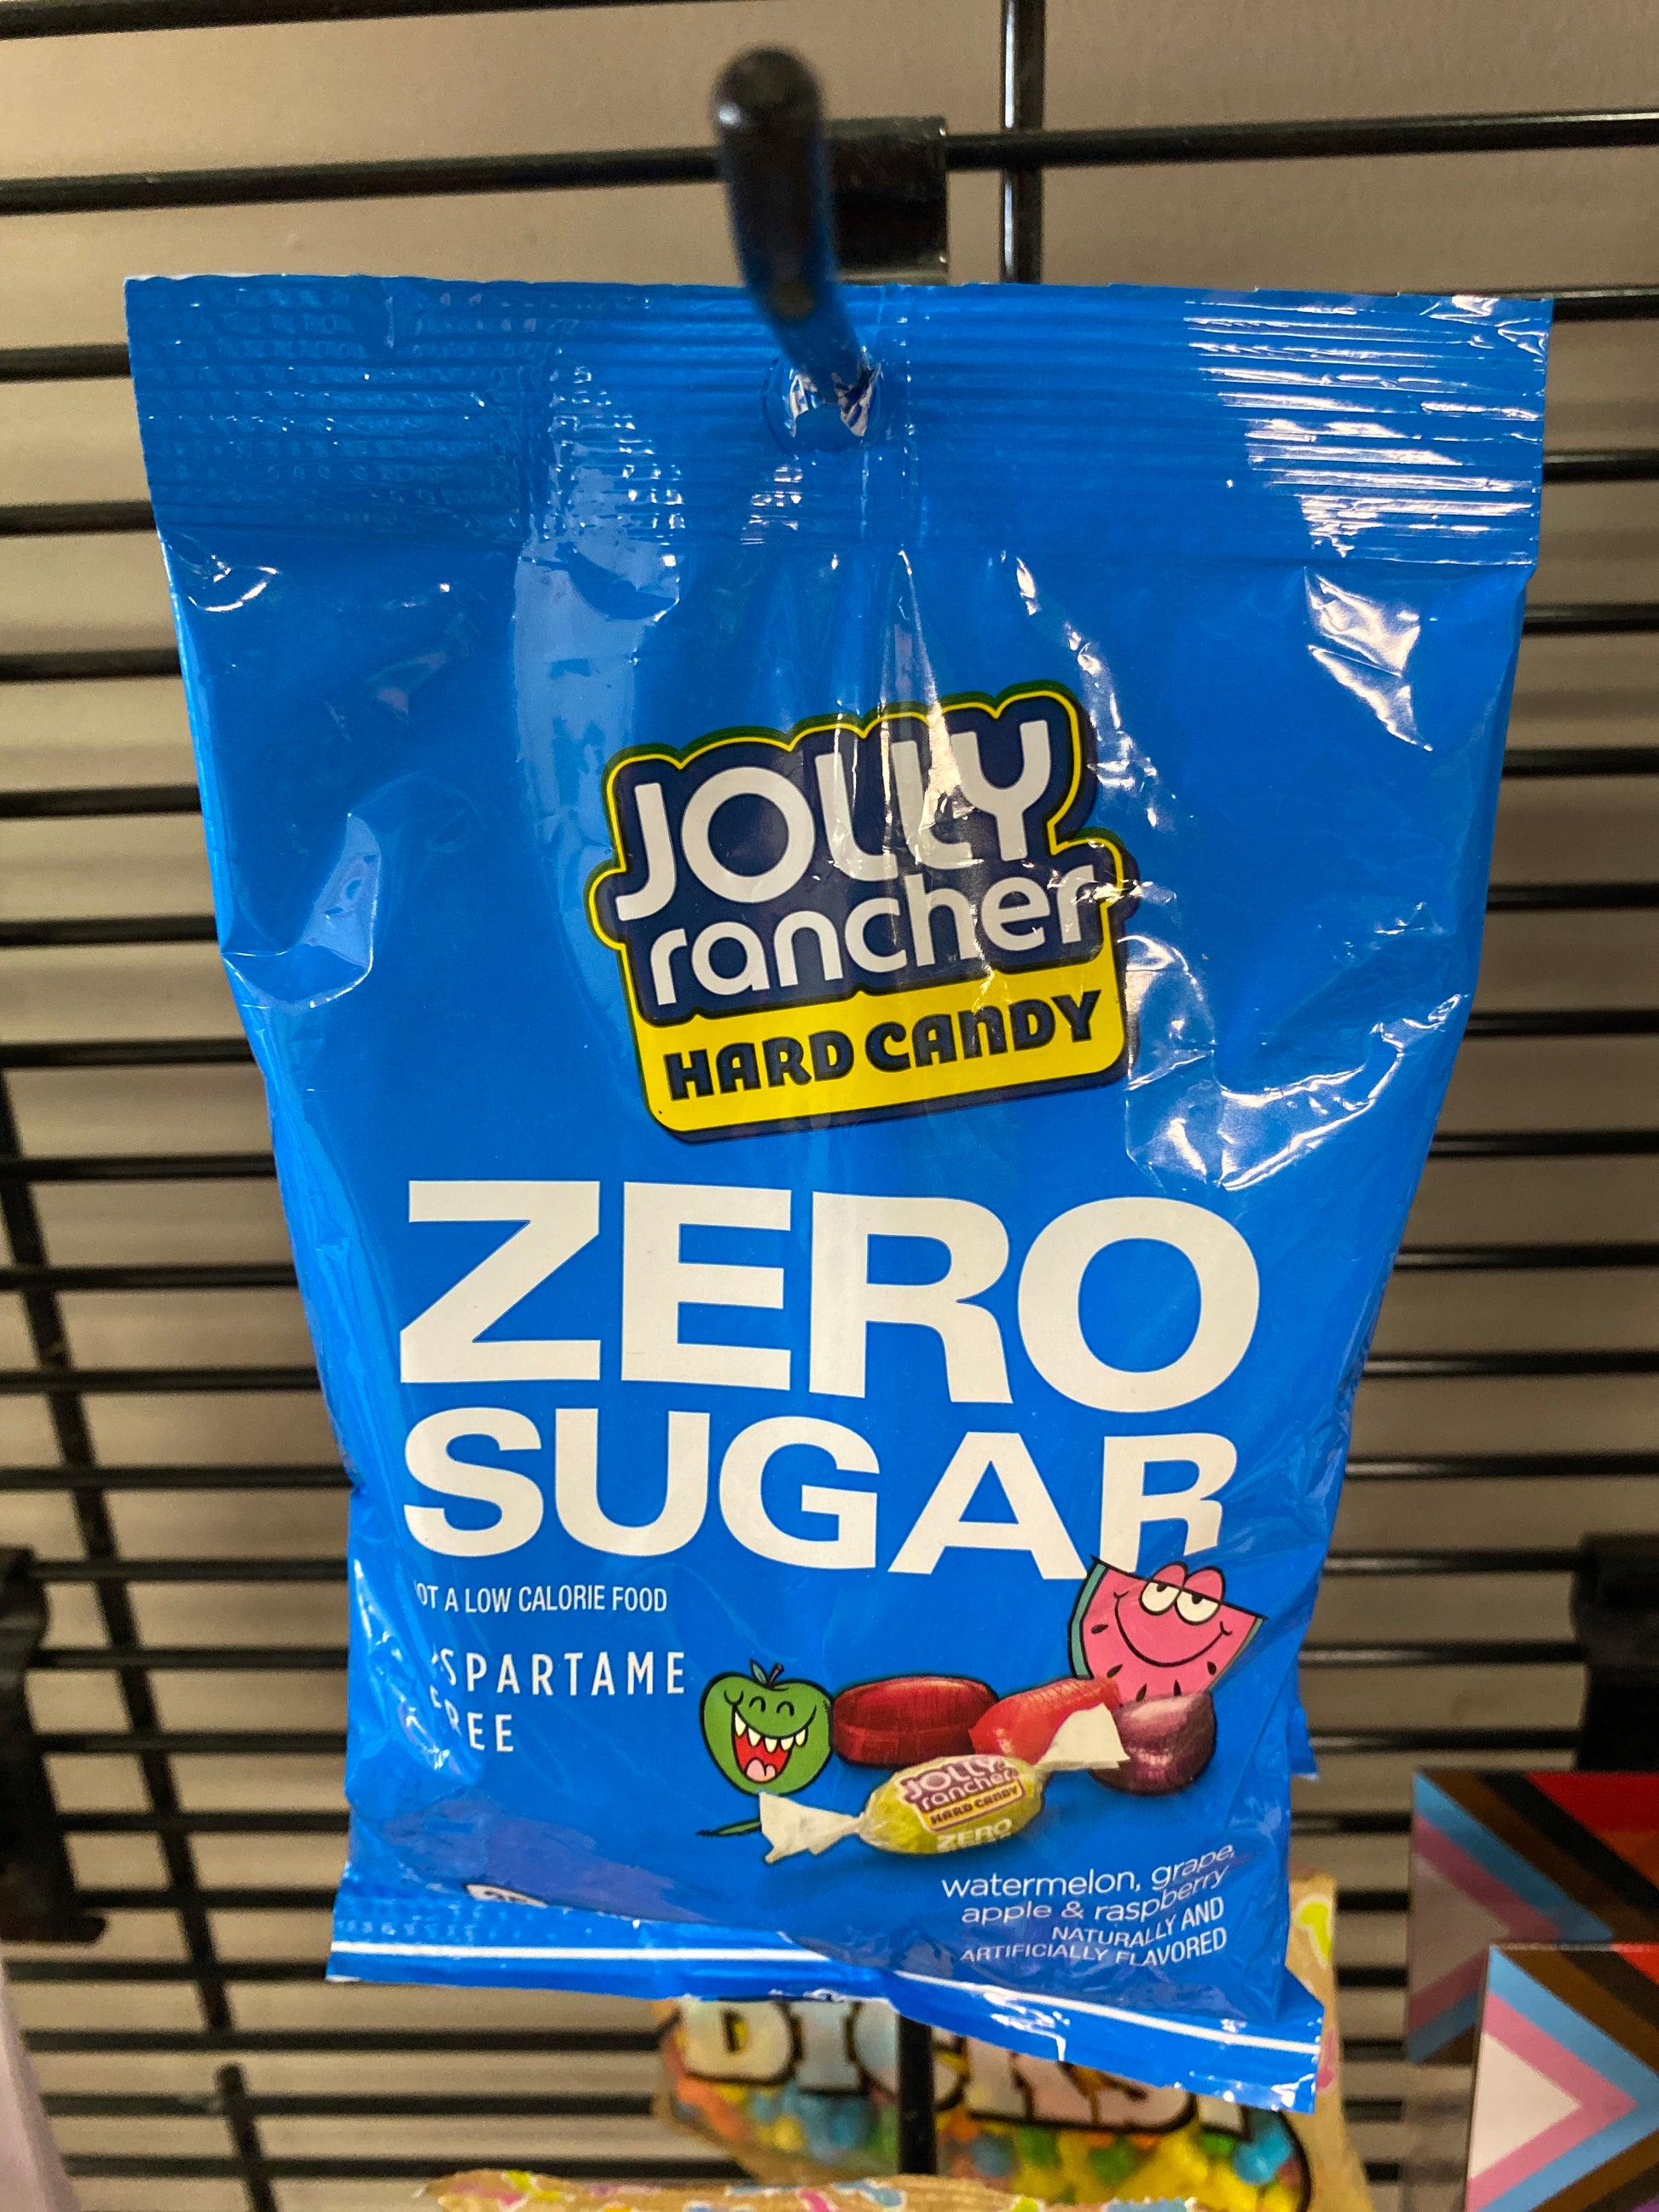 JOLLY
rancher
HARD CANDY
ZERO
SUGAR
OT A LOW CALORIE FOOD
SPARTAME
REE
JOLLY
rancher
HARD CANDY
ZERO
watermelon, grape,
apple & raspberry
NATURALLY AND
ARTIFICIALLY FLAVORED